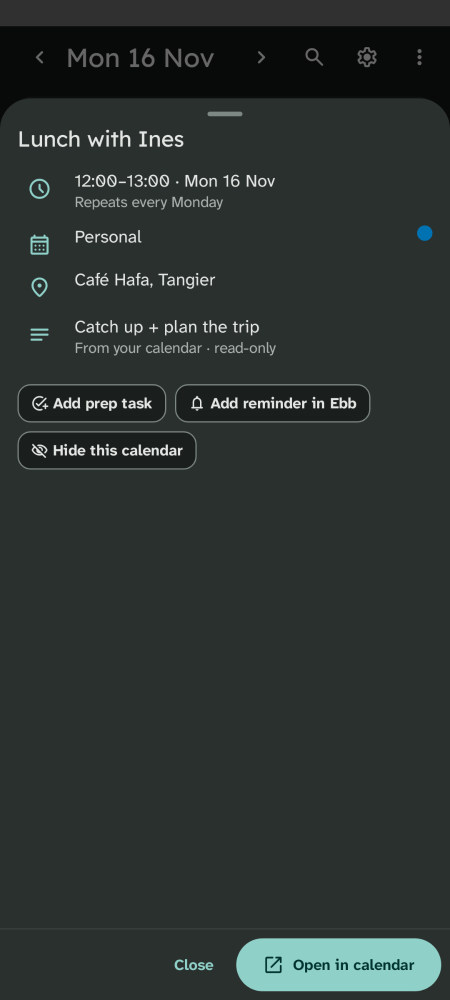 Mon 16 Nov
Lunch with Ines
12:00–13:00 · Mon 16 Nov
Repeats every Monday
Personal
Café Hafa, Tangier
Catch up + plan the trip
From your calendar · read-only
Add prep task
Add reminder in Ebb
Hide this calendar
Close
Open in calendar